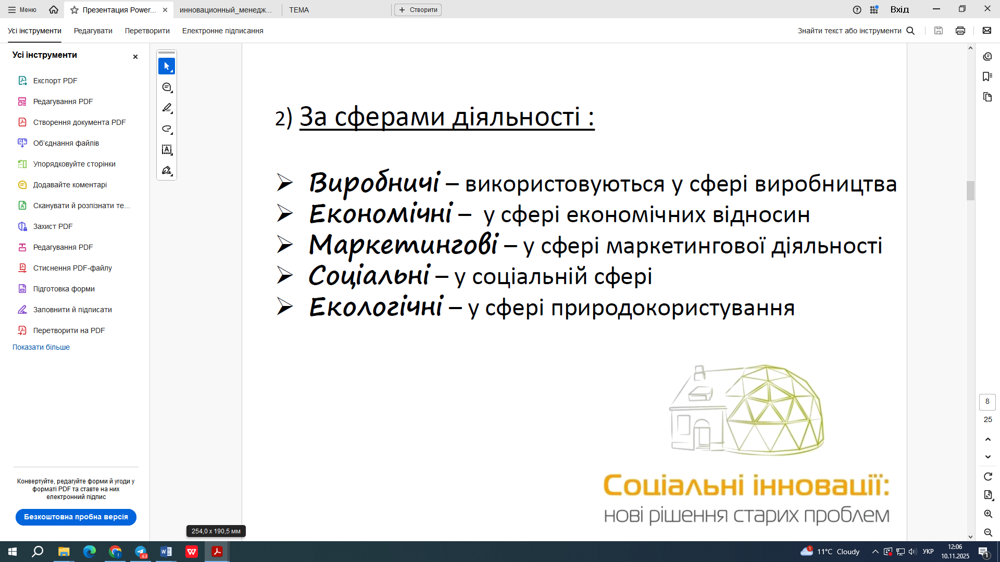 Меню
Презентация Power...
инновационный_менедж...
ТЕМА
Створити
Вхід
Усі інструменти
Редагувати
Перетворити
Електронне підписання
Знайти текст або інструменти
Усі інструменти
Експорт PDF
Редагування PDF
Створення документа PDF
Об'єднання файлів
Упорядковуйте сторінки
Додавайте коментарі
Сканувати й розпізнати те...
Захист PDF
Редагування PDF
Стиснення PDF-файлу
Підготовка форми
Заповнити й підписати
Перетворити на PDF
Показати більше
Конвертуйте, редагуйте форми й угоди у
форматі PDF та ставте на них
електронний підпис
Безкоштовна пробна версія
2) За сферами діяльності :
Виробничі – використовуються у сфері виробництва
Економічні – у сфері економічних відносин
Маркетингові – у сфері маркетингової діяльності
Соціальні – у соціальній сфері
Екологічні – у сфері природокористування
Соціальні інновації:
нові рішення старих проблем
254,0 x 190,5 мм
8
25
.63
1
11°C Cloudy
УКР
12:06
10.11.2025
1